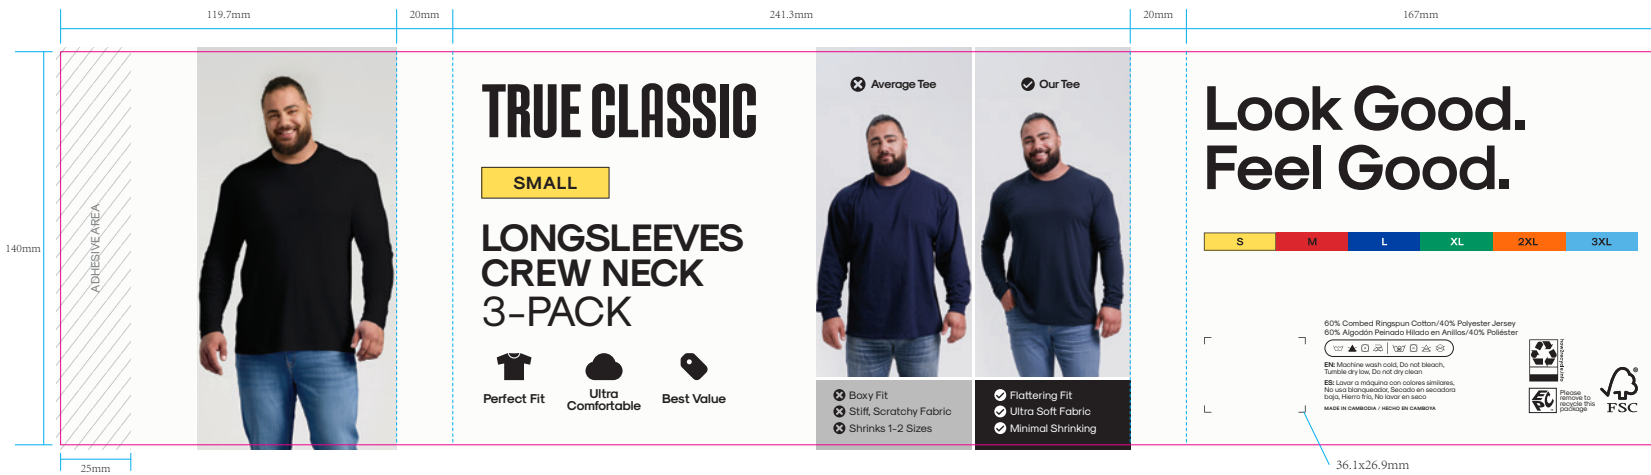 119.7mm
20mm
241.3mm
20mm
167mm
140mm
ADHESIVE AREA
25mm
TRUE CLASSIC
SMALL
LONGSLEEVES
CREW NECK
3-PACK
Perfect Fit
Ultra
Comfortable
Best Value
Average Tee
Our Tee
Boxy Fit
Stiff, Scratchy Fabric
Shrinks 1-2 Sizes
Flattering Fit
Ultra Soft Fabric
Minimal Shrinking
Look Good.
Feel Good.
S M L XL 2XL 3XL
60% Combed Ringspun Cotton/40% Polyester Jersey
60% Algodón Peinado Hilado en Anillos/40% Poliéster
EN: Machine wash cold, Do not bleach,
Tumble dry low, Do not dry clean
ES: Lavar a máquina con colores similares,
No usa blanqueador, Secado en secadora
baja, Hierro frío, No lavar en seco
MADE IN CAMBODIA / HECHO EN CAMBOYA
how2recycle.info
Please
remove to
recycle this
package
FSC
36.1x26.9mm